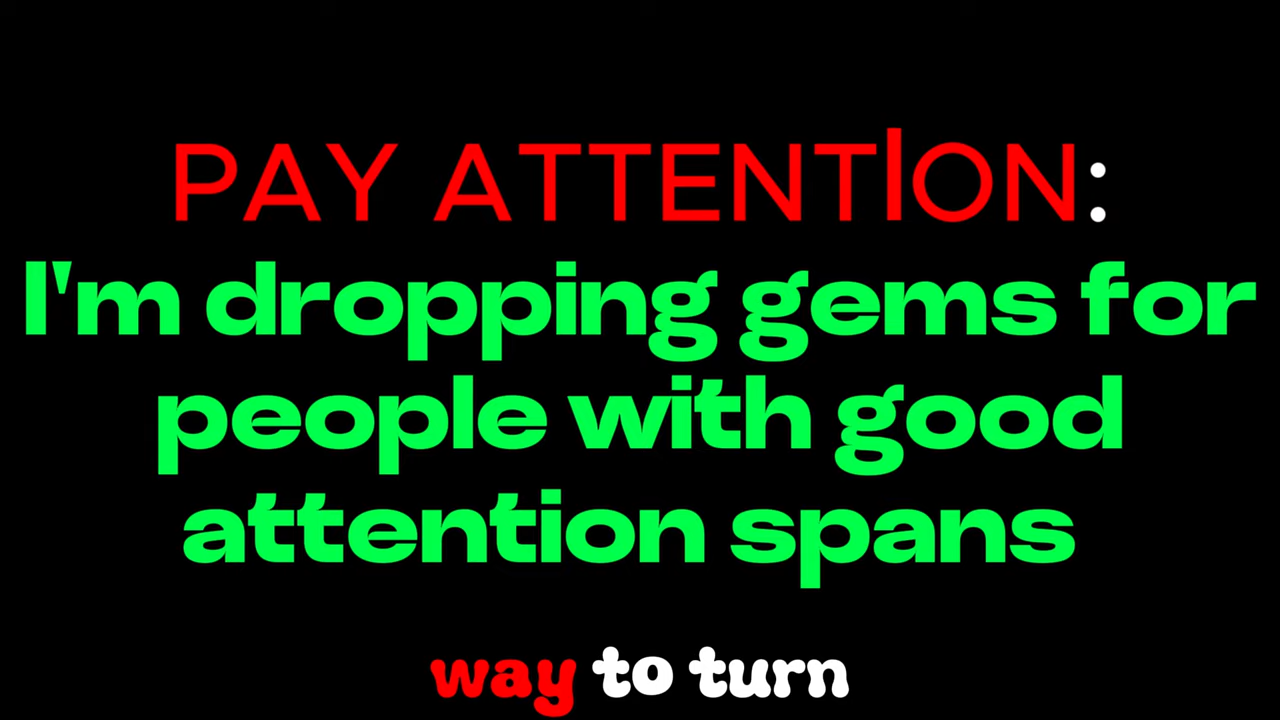 PAY ATTENTION:
I'm dropping gems for
people with good
attention spans
way to turn